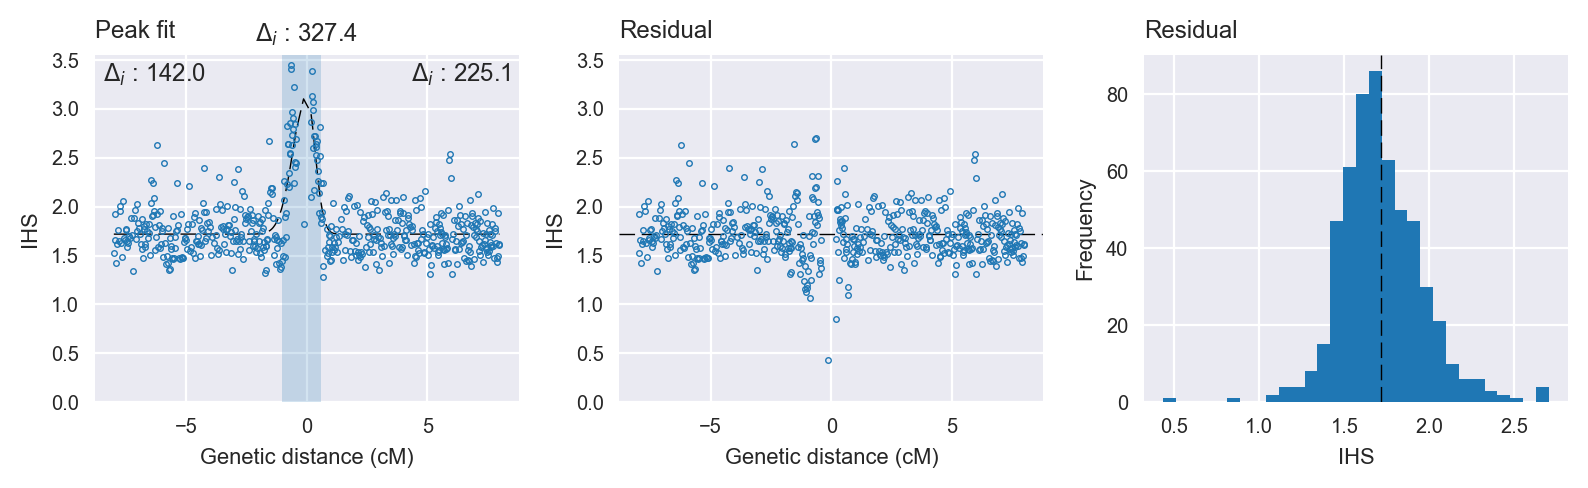 Peak fit
Δi : 327.4
Δi : 142.0
Δi : 225.1
3.5
3.0
2.5
2.0
1.5
1.0
0.5
0.0
IHS
−5
0
5
Genetic distance (cM)
Residual
3.5
3.0
2.5
2.0
1.5
1.0
0.5
0.0
IHS
−5
0
5
Genetic distance (cM)
Residual
80
60
40
20
0
Frequency
0.5
1.0
1.5
2.0
2.5
IHS